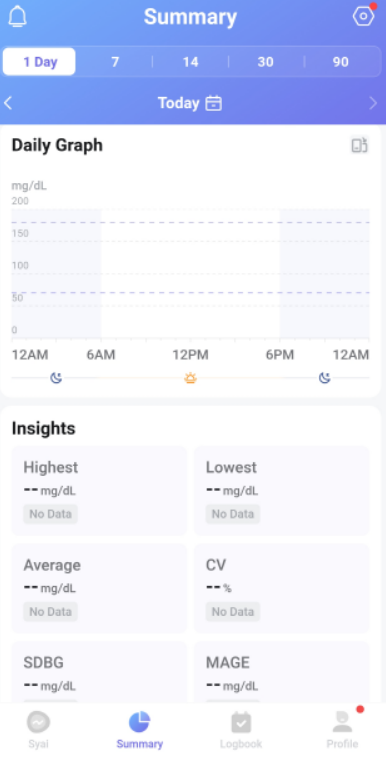 Summary
1 Day 7 14 30 90
Today
Daily Graph
mg/dL
200
150
100
50
0
12AM 6AM 12PM 6PM 12AM
Insights
Highest Lowest
-- mg/dL -- mg/dL
No Data No Data
Average CV
-- mg/dL -- %
No Data No Data
SDBG MAGE
-- mg/dL -- mg/dL
Syai Summary Logbook Profile